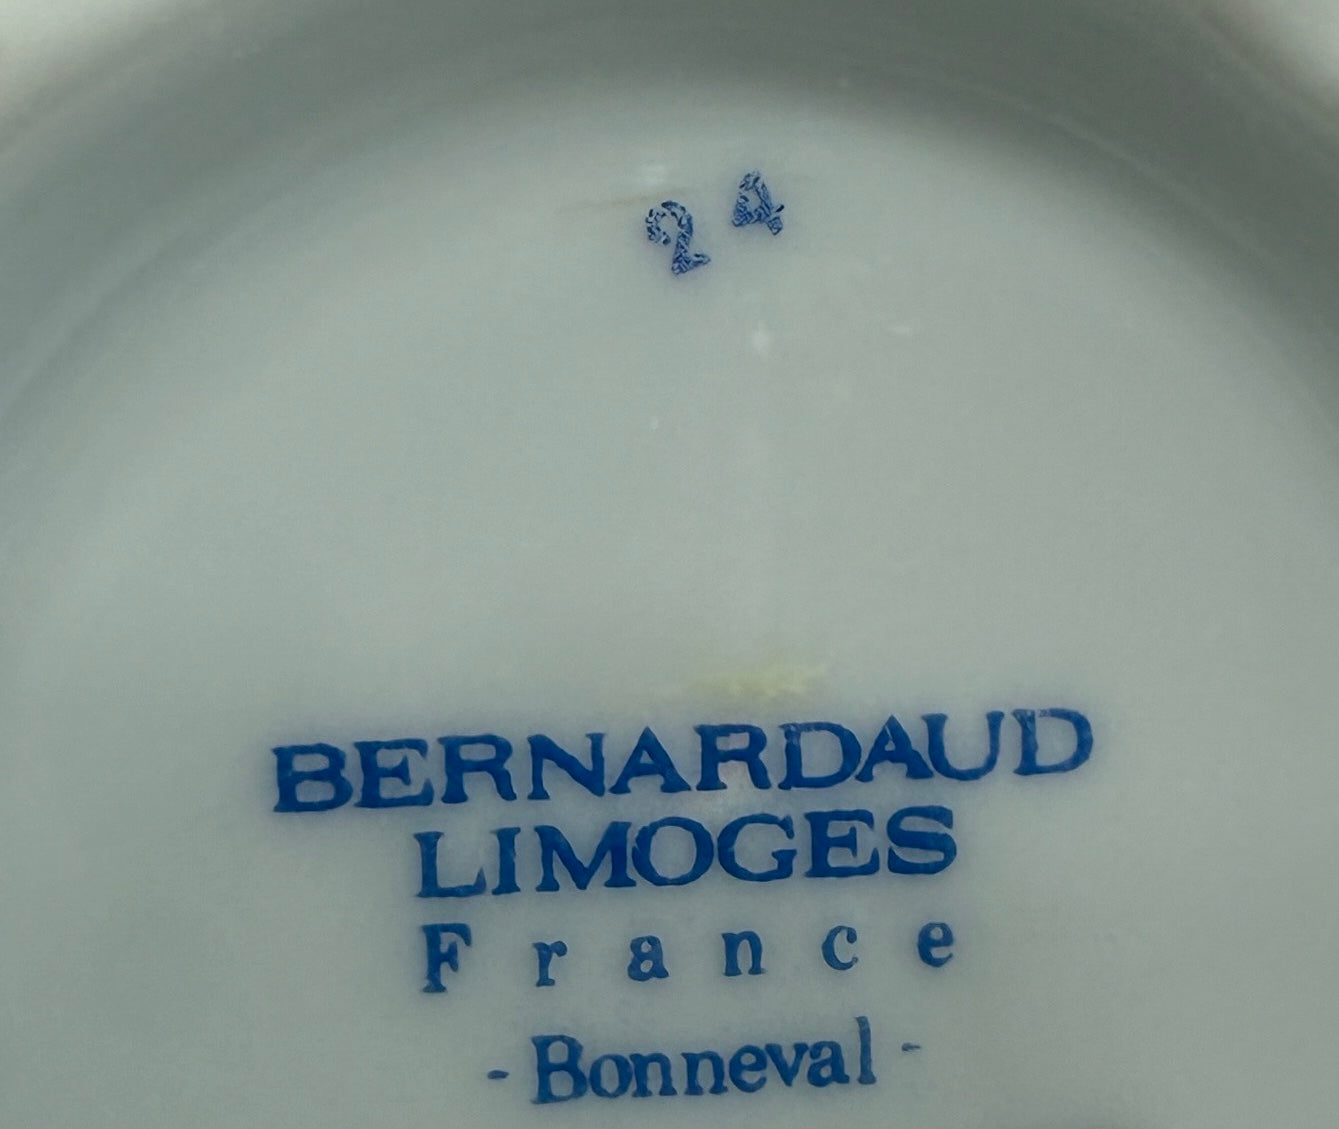 24
BERNARDAUD
LIMOGES
France
- Bonneval -